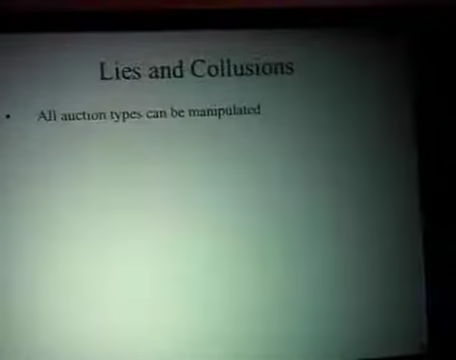 Lies and Collusions
• All auction types can be manipulated